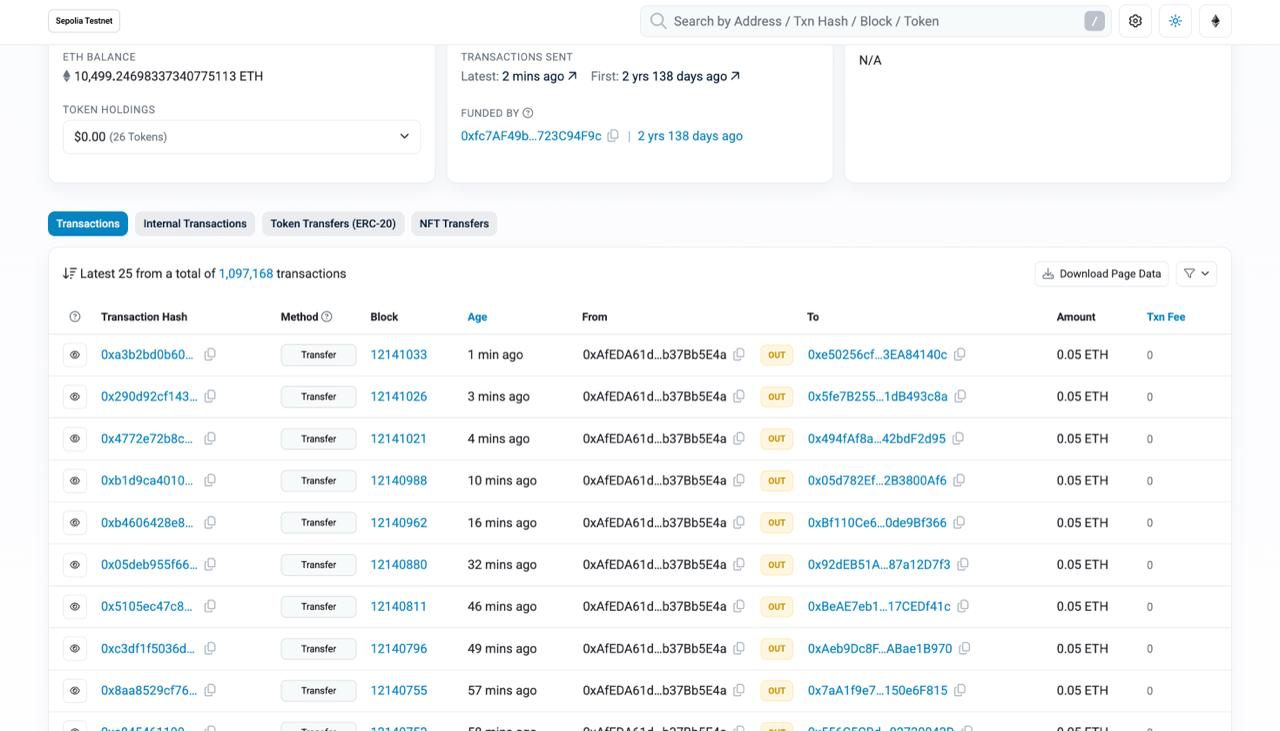 Sepolia Testnet
Search by Address / Txn Hash / Block / Token /
ETH BALANCE
10,499.24698337340775113 ETH
TOKEN HOLDINGS
$0.00 (26 Tokens)
TRANSACTIONS SENT
Latest: 2 mins ago First: 2 yrs 138 days ago
FUNDED BY
0xfc7AF49b...723C94F9c | 2 yrs 138 days ago
N/A
Transactions Internal Transactions Token Transfers (ERC-20) NFT Transfers
Latest 25 from a total of 1,097,168 transactions Download Page Data
Transaction Hash Method Block Age From To Amount Txn Fee
0xa3b2bd0b60... Transfer 12141033 1 min ago 0xAfEDA61d...b37Bb5E4a OUT 0xe50256cf...3EA84140c 0.05 ETH 0
0x290d92cf143... Transfer 12141026 3 mins ago 0xAfEDA61d...b37Bb5E4a OUT 0x5fe7B255...1dB493c8a 0.05 ETH 0
0x4772e72b8c... Transfer 12141021 4 mins ago 0xAfEDA61d...b37Bb5E4a OUT 0x494fAf8a...42bdF2d95 0.05 ETH 0
0xb1d9ca4010... Transfer 12140988 10 mins ago 0xAfEDA61d...b37Bb5E4a OUT 0x05d782Ef...2B3800Af6 0.05 ETH 0
0xb4606428e8... Transfer 12140962 16 mins ago 0xAfEDA61d...b37Bb5E4a OUT 0xBf110Ce6...0de9Bf366 0.05 ETH 0
0x05deb955f66... Transfer 12140880 32 mins ago 0xAfEDA61d...b37Bb5E4a OUT 0x92dEB51A...87a12D7f3 0.05 ETH 0
0x5105ec47c8... Transfer 12140811 46 mins ago 0xAfEDA61d...b37Bb5E4a OUT 0xBeAE7eb1...17CEDf41c 0.05 ETH 0
0xc3df1f5036d... Transfer 12140796 49 mins ago 0xAfEDA61d...b37Bb5E4a OUT 0xAeb9Dc8F...ABae1B970 0.05 ETH 0
0x8aa8529cf76... Transfer 12140755 57 mins ago 0xAfEDA61d...b37Bb5E4a OUT 0x7aA1f9e7...150e6F815 0.05 ETH 0